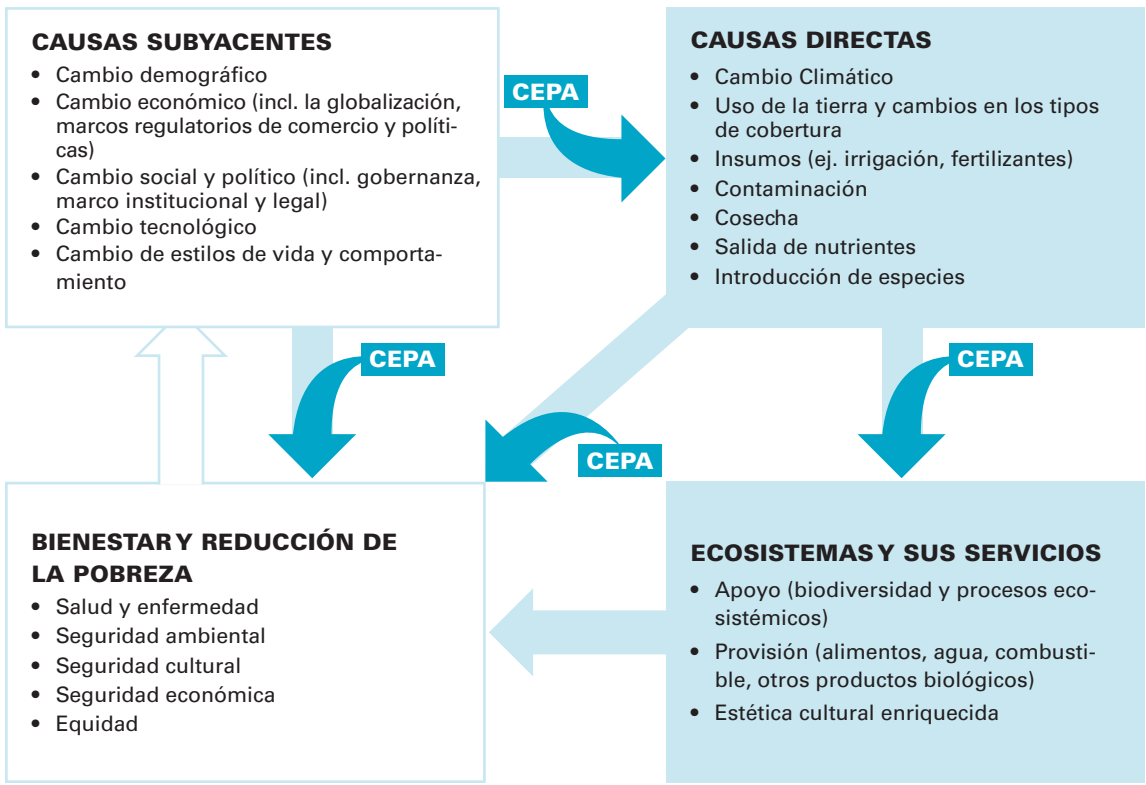 CAUSAS SUBYACENTES
• Cambio demográfico
• Cambio económico (incl. la globalización,
marcos regulatorios de comercio y políti-
cas)
• Cambio social y político (incl. gobernanza,
marco institucional y legal)
• Cambio tecnológico
• Cambio de estilos de vida y comporta-
miento
CEPA
CAUSAS DIRECTAS
• Cambio Climático
• Uso de la tierra y cambios en los tipos
de cobertura
• Insumos (ej. irrigación, fertilizantes)
• Contaminación
• Cosecha
• Salida de nutrientes
• Introducción de especies
CEPA
CEPA
CEPA
BIENESTAR Y REDUCCIÓN DE
LA POBREZA
• Salud y enfermedad
• Seguridad ambiental
• Seguridad cultural
• Seguridad económica
• Equidad
ECOSISTEMAS Y SUS SERVICIOS
• Apoyo (biodiversidad y procesos eco-
sistémicos)
• Provisión (alimentos, agua, combusti-
ble, otros productos biológicos)
• Estética cultural enriquecida